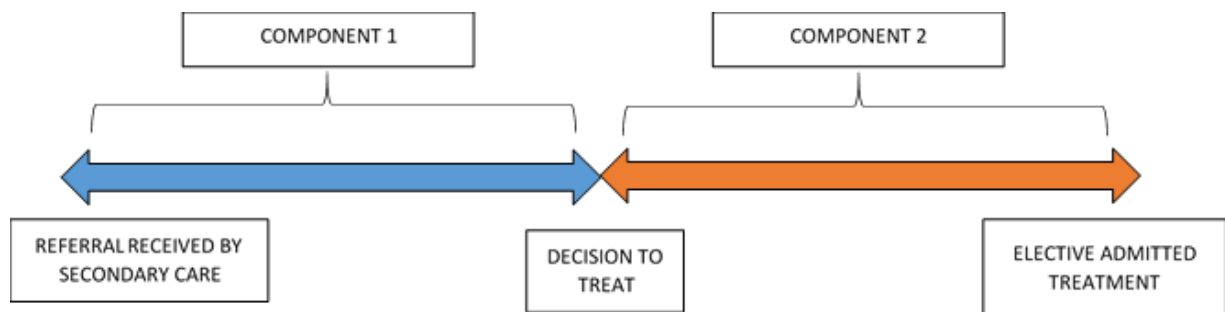 COMPONENT 1
COMPONENT 2
REFERRAL RECEIVED BY
SECONDARY CARE
DECISION TO
TREAT
ELECTIVE ADMITTED
TREATMENT